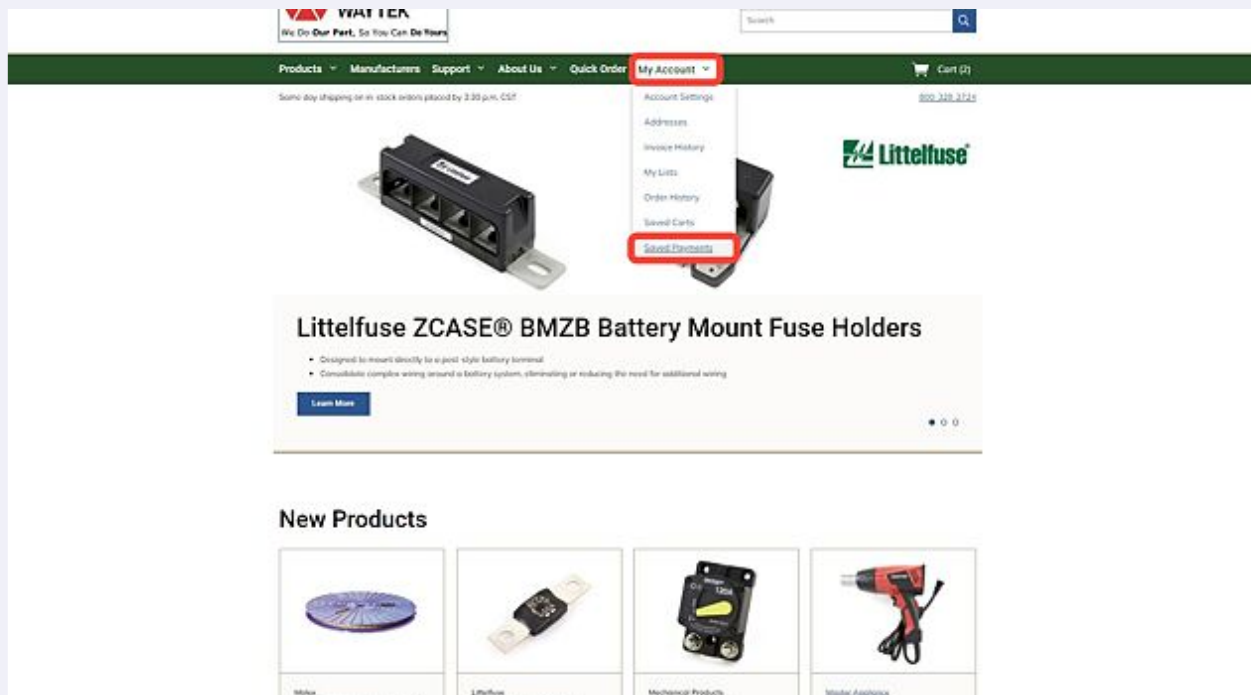 WAYTEK
We Do Our Part, So You Can Do Yours
Search
Products Manufacturers Support About Us Quick Order My Account Cart (2)
Same day shipping on in-stock orders placed by 3:30 p.m. CST
800 328 2724
Account Settings
Addresses
Invoice History
My Lists
Order History
Saved Carts
Saved Payments
Littelfuse®
Littelfuse ZCASE® BMZB Battery Mount Fuse Holders
Designed to mount directly to a post-style battery terminal
Consolidate complex wiring around a battery system, eliminating or reducing the need for additional wiring
Learn More
New Products
120A
Littelfuse
Mechanical Products
Master Appliance